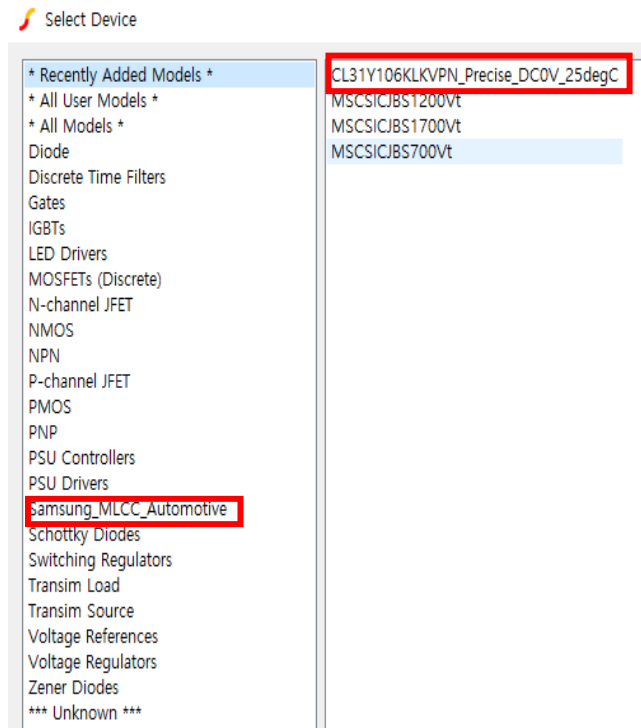 Select Device
* Recently Added Models *
* All User Models *
* All Models *
Diode
Discrete Time Filters
Gates
IGBTs
LED Drivers
MOSFETs (Discrete)
N-channel JFET
NMOS
NPN
P-channel JFET
PMOS
PNP
PSU Controllers
PSU Drivers
Samsung_MLCC_Automotive
Schottky Diodes
Switching Regulators
Transim Load
Transim Source
Voltage References
Voltage Regulators
Zener Diodes
*** Unknown ***
CL31Y106KLKVPN_Precise_DC0V_25degC
MSCSICJBS1200Vt
MSCSICJBS1700Vt
MSCSICJBS700Vt